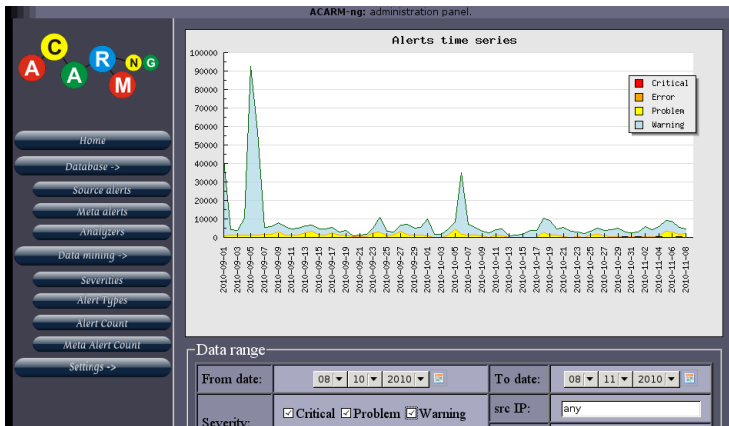 ACARM-ng: administration panel.
A C A R M N G
Home
Database ->
Source alerts
Meta alerts
Analyzers
Data mining ->
Severities
Alert Types
Alert Count
Meta Alert Count
Settings ->
Alerts time series
100000
90000
80000
70000
60000
50000
40000
30000
20000
10000
0
Critical
Error
Problem
Warning
2010-09-01
2010-09-03
2010-09-05
2010-09-07
2010-09-09
2010-09-11
2010-09-13
2010-09-15
2010-09-17
2010-09-19
2010-09-21
2010-09-23
2010-09-25
2010-09-27
2010-09-29
2010-10-01
2010-10-03
2010-10-05
2010-10-07
2010-10-09
2010-10-11
2010-10-13
2010-10-15
2010-10-17
2010-10-19
2010-10-21
2010-10-23
2010-10-25
2010-10-27
2010-10-29
2010-10-31
2010-11-02
2010-11-04
2010-11-06
2010-11-08
Data range
From date: 08 10 2010 To date: 08 11 2010
Severity: Critical Problem Warning src IP: any